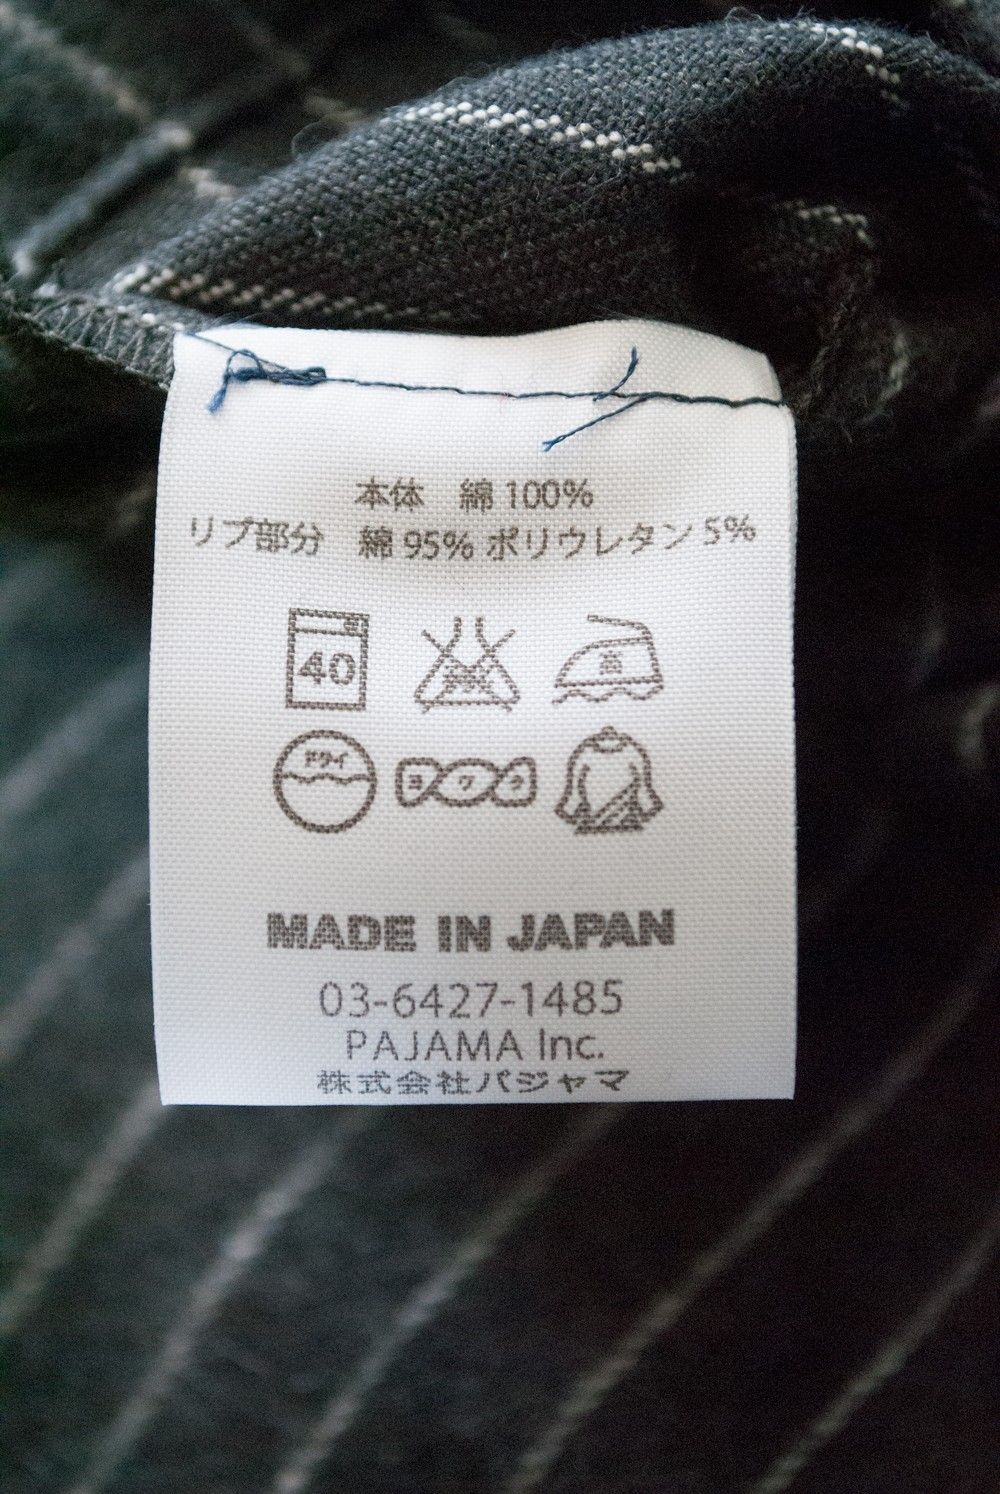 本体 綿 100%
リブ部分 綿 95% ポリウレタン 5%
40
ドライ
ヨワク
MADE IN JAPAN
03-6427-1485
PAJAMA Inc.
株式会社パジャマ